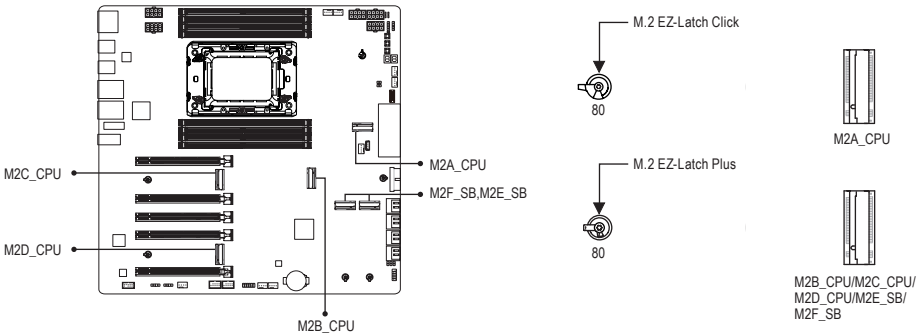 M2C_CPU
M2D_CPU
M2A_CPU
M2F_SB,M2E_SB
M2B_CPU
M.2 EZ-Latch Click
80
M.2 EZ-Latch Plus
80
M2A_CPU
M2B_CPU/M2C_CPU/
M2D_CPU/M2E_SB/
M2F_SB